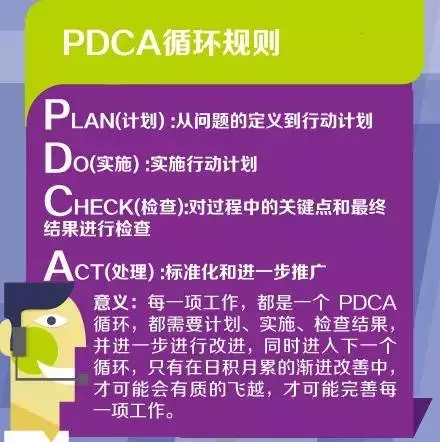 PDCA循环规则
PLAN(计划) :从问题的定义到行动计划
DO(实施) :实施行动计划
CHECK(检查):对过程中的关键点和最终
结果进行检查
ACT(处理) :标准化和进一步推广
意义：每一项工作，都是一个 PDCA
循环，都需要计划、实施、检查结果，
并进一步进行改进，同时进入下一个
循环，只有在日积月累的渐进改善中，
才可能会有质的飞越，才可能完善每
一项工作。